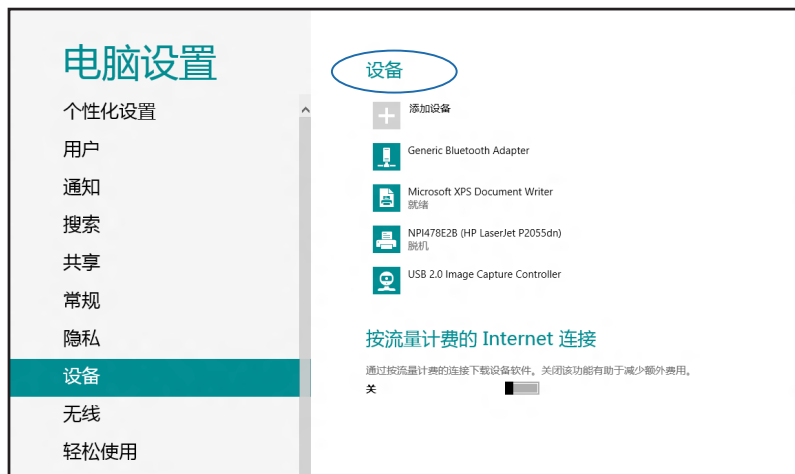 电脑设置
个性化设置
用户
通知
搜索
共享
常规
隐私
设备
无线
轻松使用
设备
添加设备
Generic Bluetooth Adapter
Microsoft XPS Document Writer
就绪
NPI478E2B (HP LaserJet P2055dn)
脱机
USB 2.0 Image Capture Controller
按流量计费的 Internet 连接
通过按流量计费的连接下载设备软件。关闭该功能有助于减少额外费用。
关